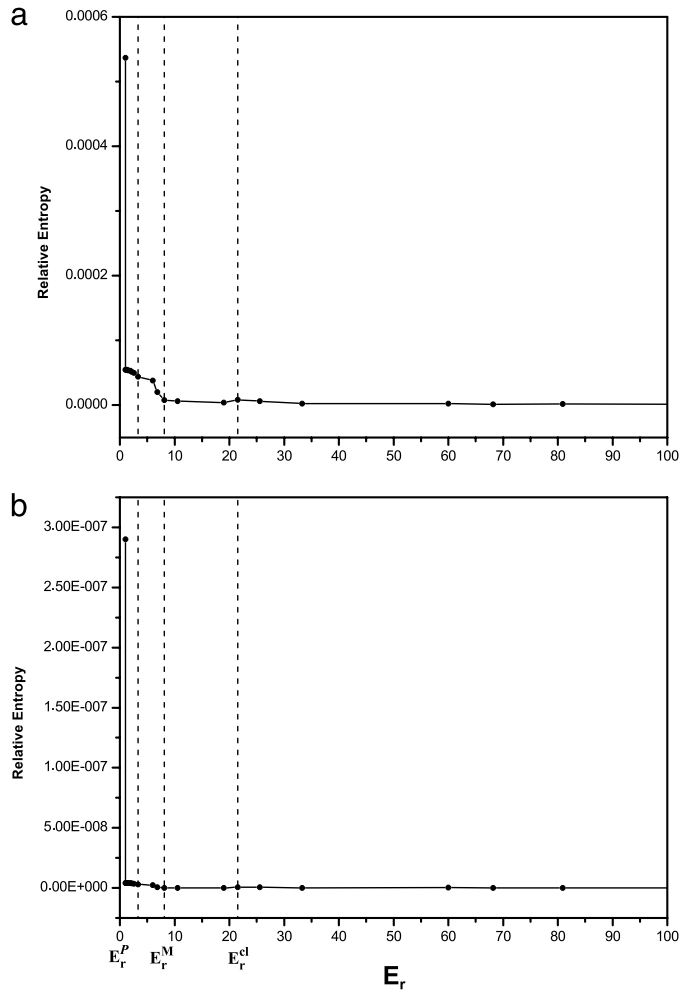 a
0.0006
0.0004
0.0002
0.0000
Relative Entropy
0 10 20 30 40 50 60 70 80 90 100
b
3.00E-007
2.50E-007
2.00E-007
1.50E-007
1.00E-007
5.00E-008
0.00E+000
Relative Entropy
0 10 20 30 40 50 60 70 80 90 100
E_r^P E_r^M E_r^cl
E_r